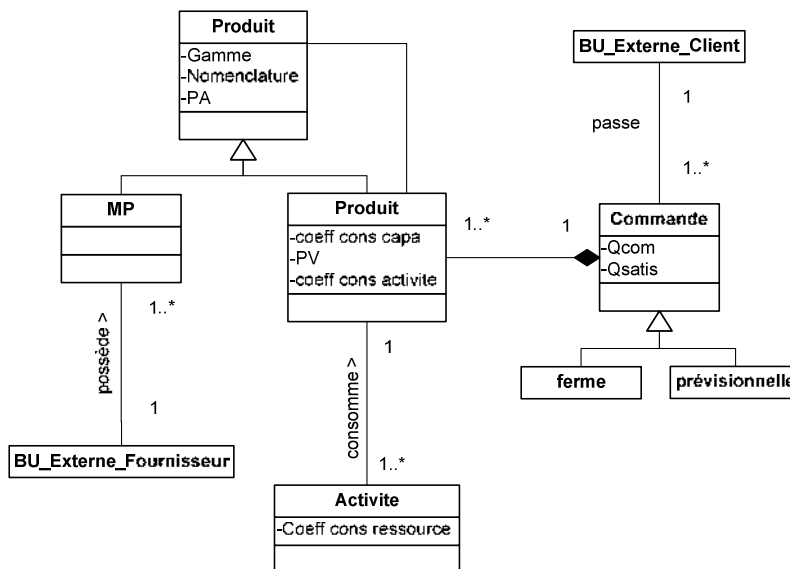 Produit
-Gamme
-Nomenclature
-PA
BU_Externe_Client
1
passe
1..*
MP
Produit
-coeff cons capa
-PV
-coeff cons activite
1..*
1
Commande
-Qcom
-Qsatis
1..*
possède >
1
1
consomme >
1..*
ferme
prévisionnelle
BU_Externe_Fournisseur
Activite
-Coeff cons ressource